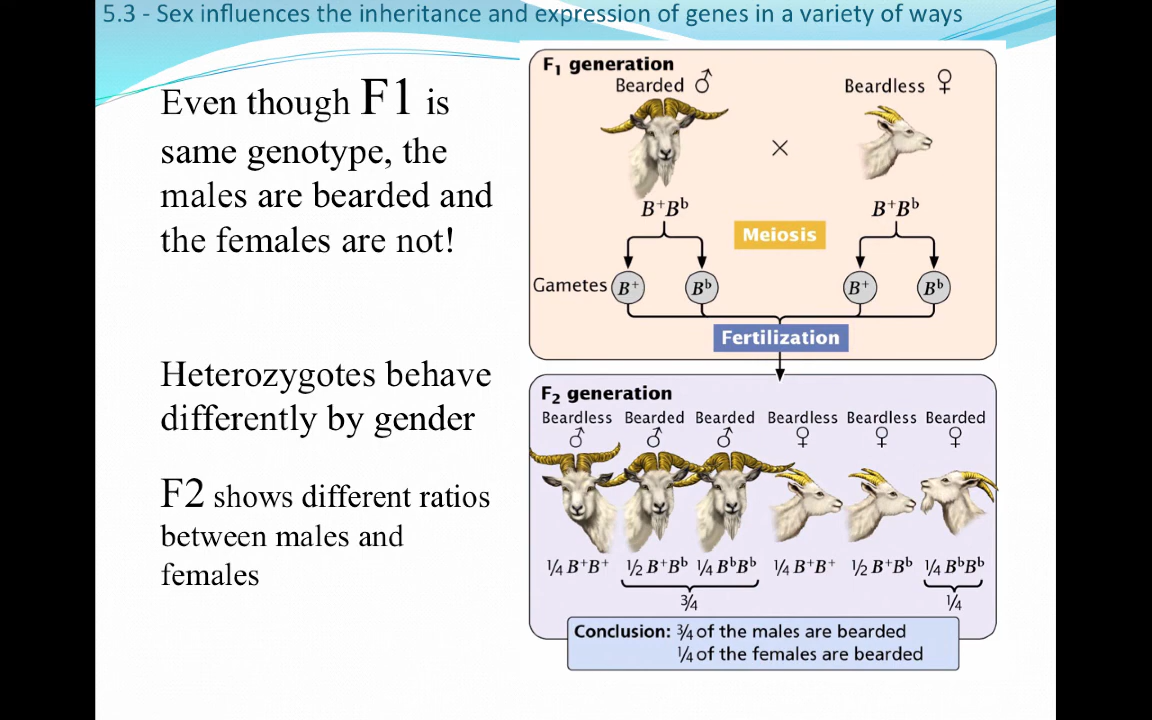 5.3 - Sex influences the inheritance and expression of genes in a variety of ways
Even though F1 is
same genotype, the
males are bearded and
the females are not!
Heterozygotes behave
differently by gender
F2 shows different ratios
between males and
females
F₁ generation
Bearded ♂
Beardless ♀
×
B⁺Bᵇ
B⁺Bᵇ
Meiosis
Gametes B⁺ Bᵇ B⁺ Bᵇ
Fertilization
F₂ generation
Beardless Bearded Bearded Beardless Beardless Bearded
♂ ♂ ♂ ♀ ♀ ♀
¼ B⁺B⁺ ½ B⁺Bᵇ ¼ BᵇBᵇ ¼ B⁺B⁺ ½ B⁺Bᵇ ¼ BᵇBᵇ
¾ ¼
Conclusion: ¾ of the males are bearded
¼ of the females are bearded